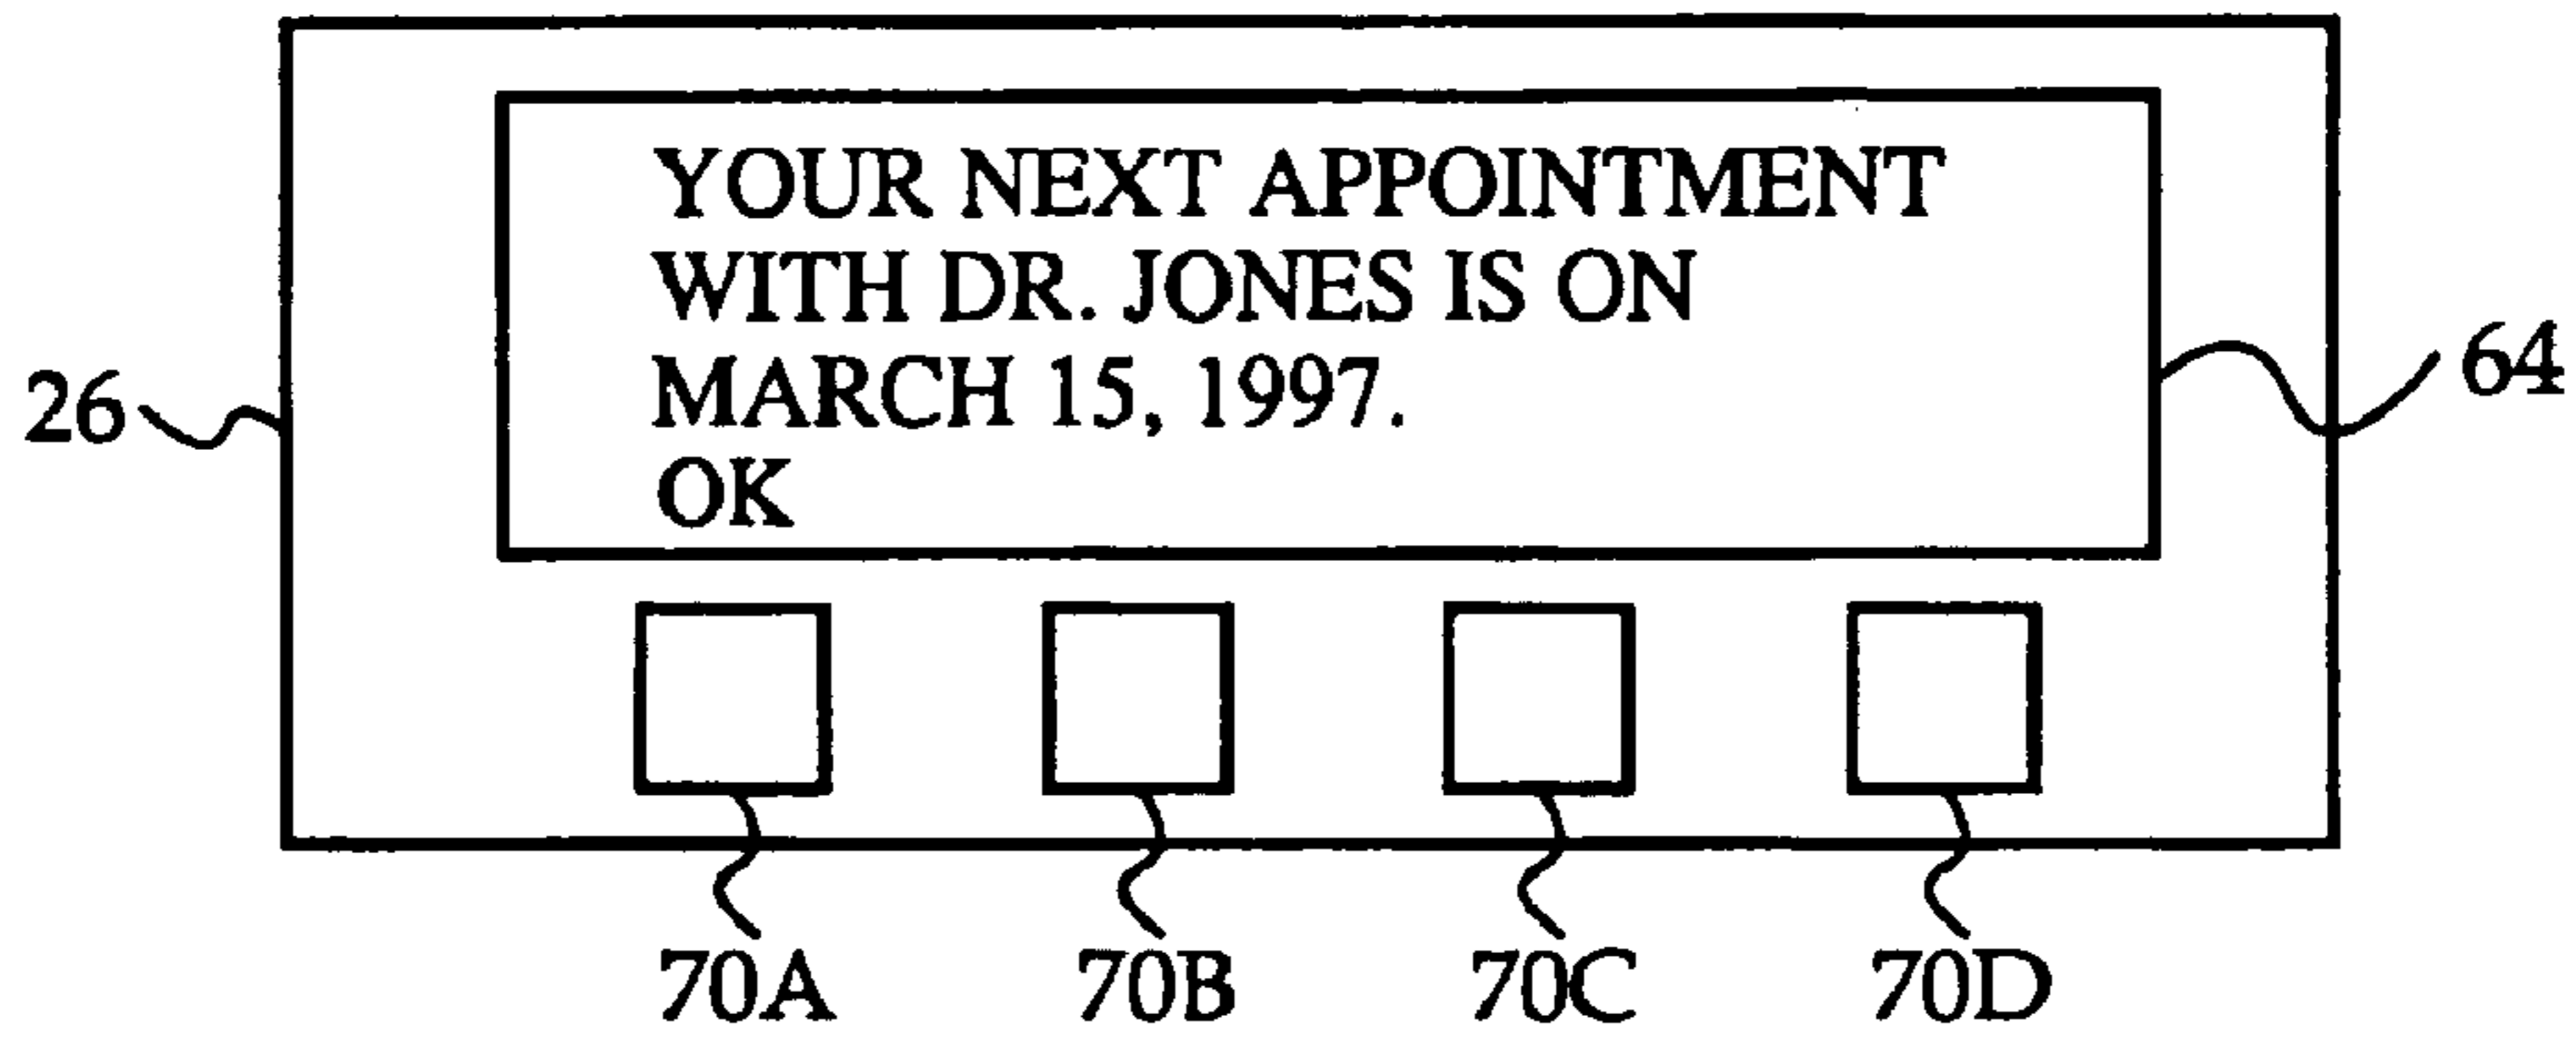 YOUR NEXT APPOINTMENT
WITH DR. JONES IS ON
MARCH 15, 1997.
OK
26
64
70A
70B
70C
70D